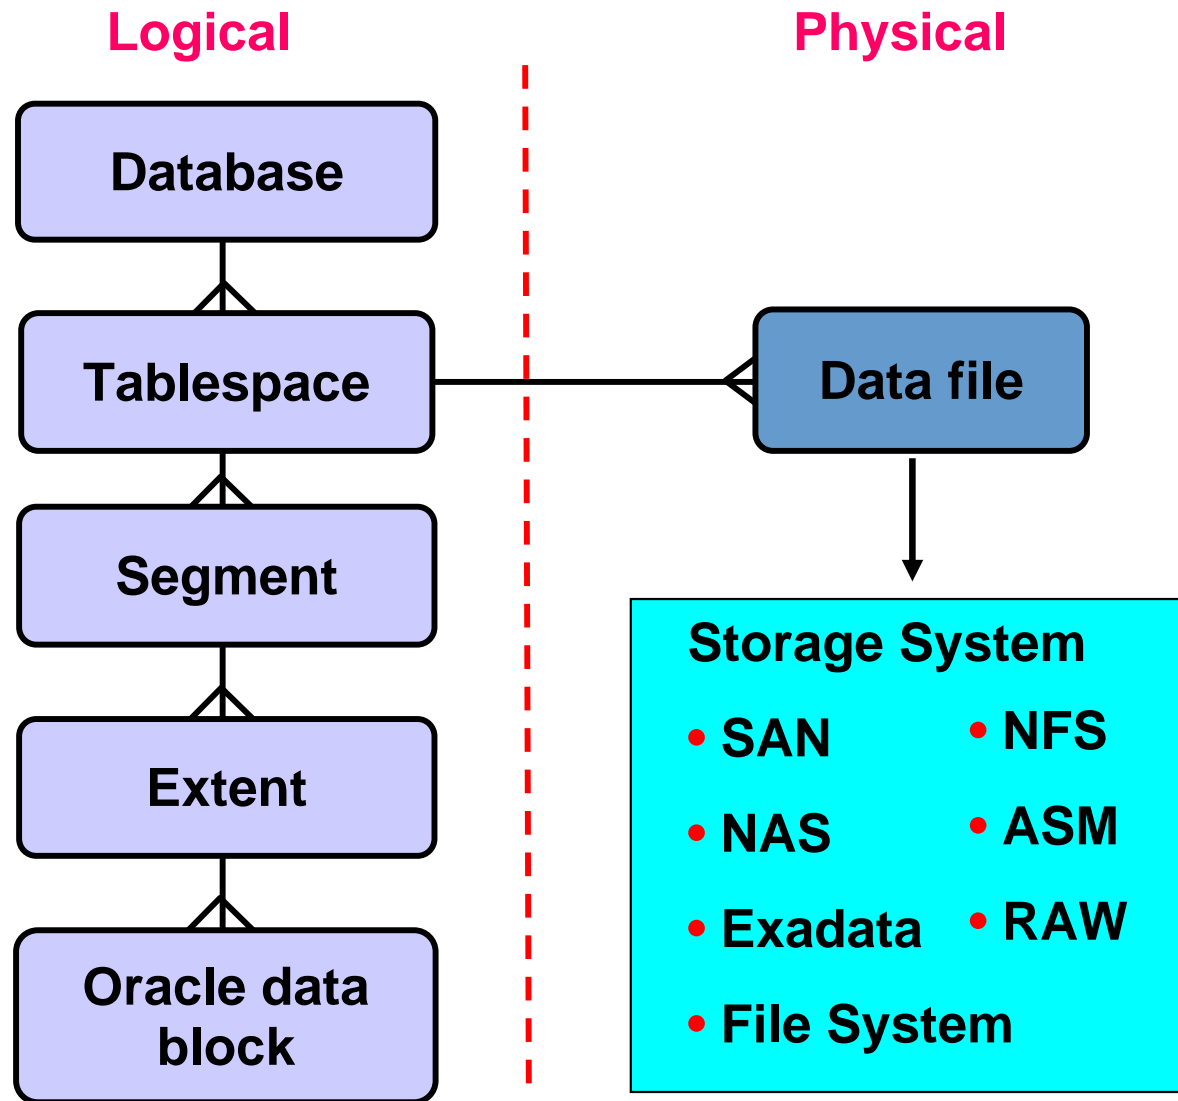 Logical
Physical
Database
Tablespace
Data file
Segment
Extent
Oracle data
block
Storage System
• SAN
• NFS
• NAS
• ASM
• Exadata
• RAW
• File System